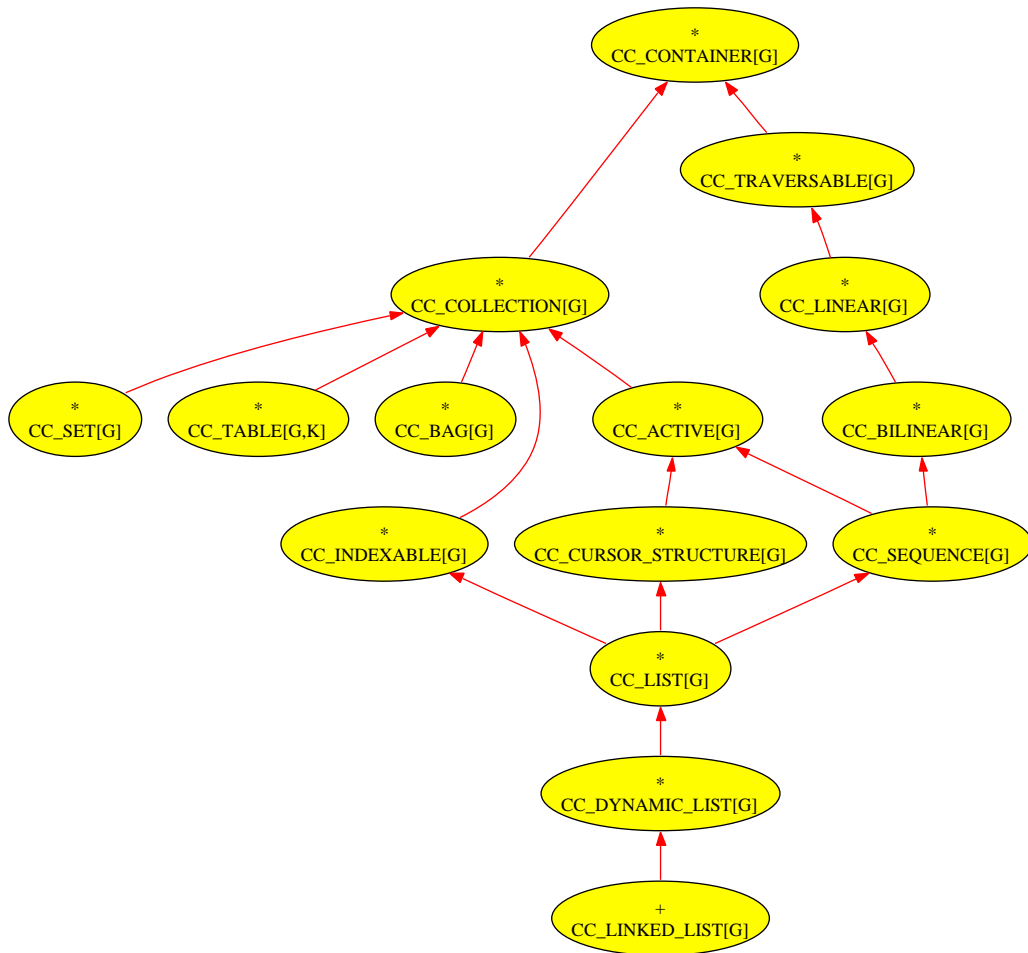 *
CC_CONTAINER[G]
*
CC_TRAVERSABLE[G]
*
CC_COLLECTION[G]
*
CC_LINEAR[G]
*
CC_SET[G]
*
CC_TABLE[G,K]
*
CC_BAG[G]
*
CC_ACTIVE[G]
*
CC_BILINEAR[G]
*
CC_INDEXABLE[G]
*
CC_CURSOR_STRUCTURE[G]
*
CC_SEQUENCE[G]
*
CC_LIST[G]
*
CC_DYNAMIC_LIST[G]
+
CC_LINKED_LIST[G]